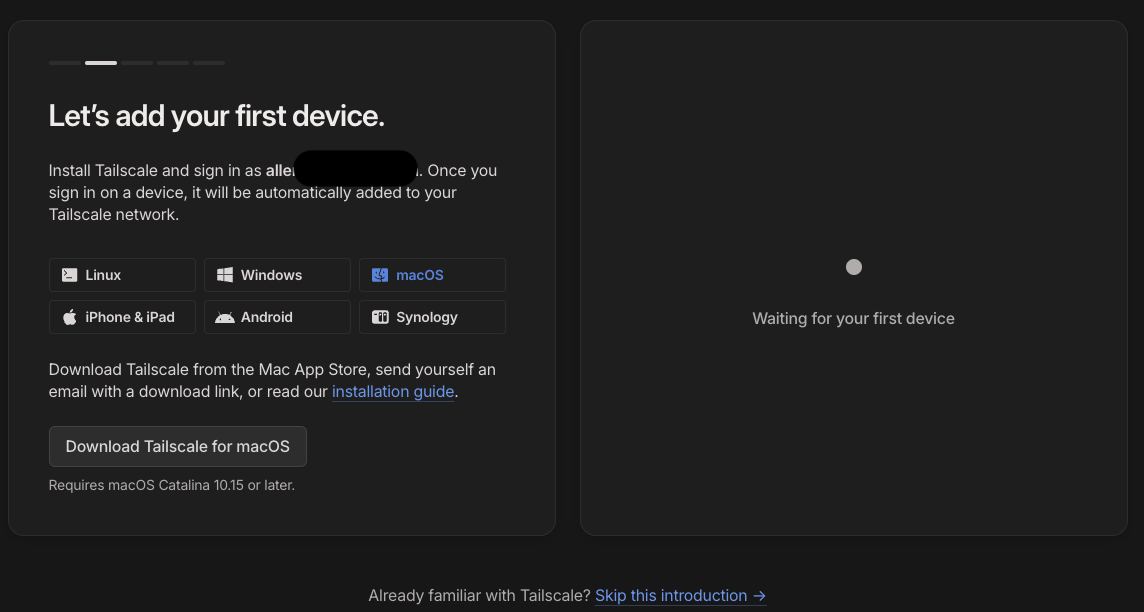 Let's add your first device.
Install Tailscale and sign in as . Once you
sign in on a device, it will be automatically added to your
Tailscale network.
Linux
Windows
macOS
iPhone & iPad
Android
Synology
Download Tailscale from the Mac App Store, send yourself an
email with a download link, or read our installation guide.
Download Tailscale for macOS
Requires macOS Catalina 10.15 or later.
Waiting for your first device
Already familiar with Tailscale? Skip this introduction →